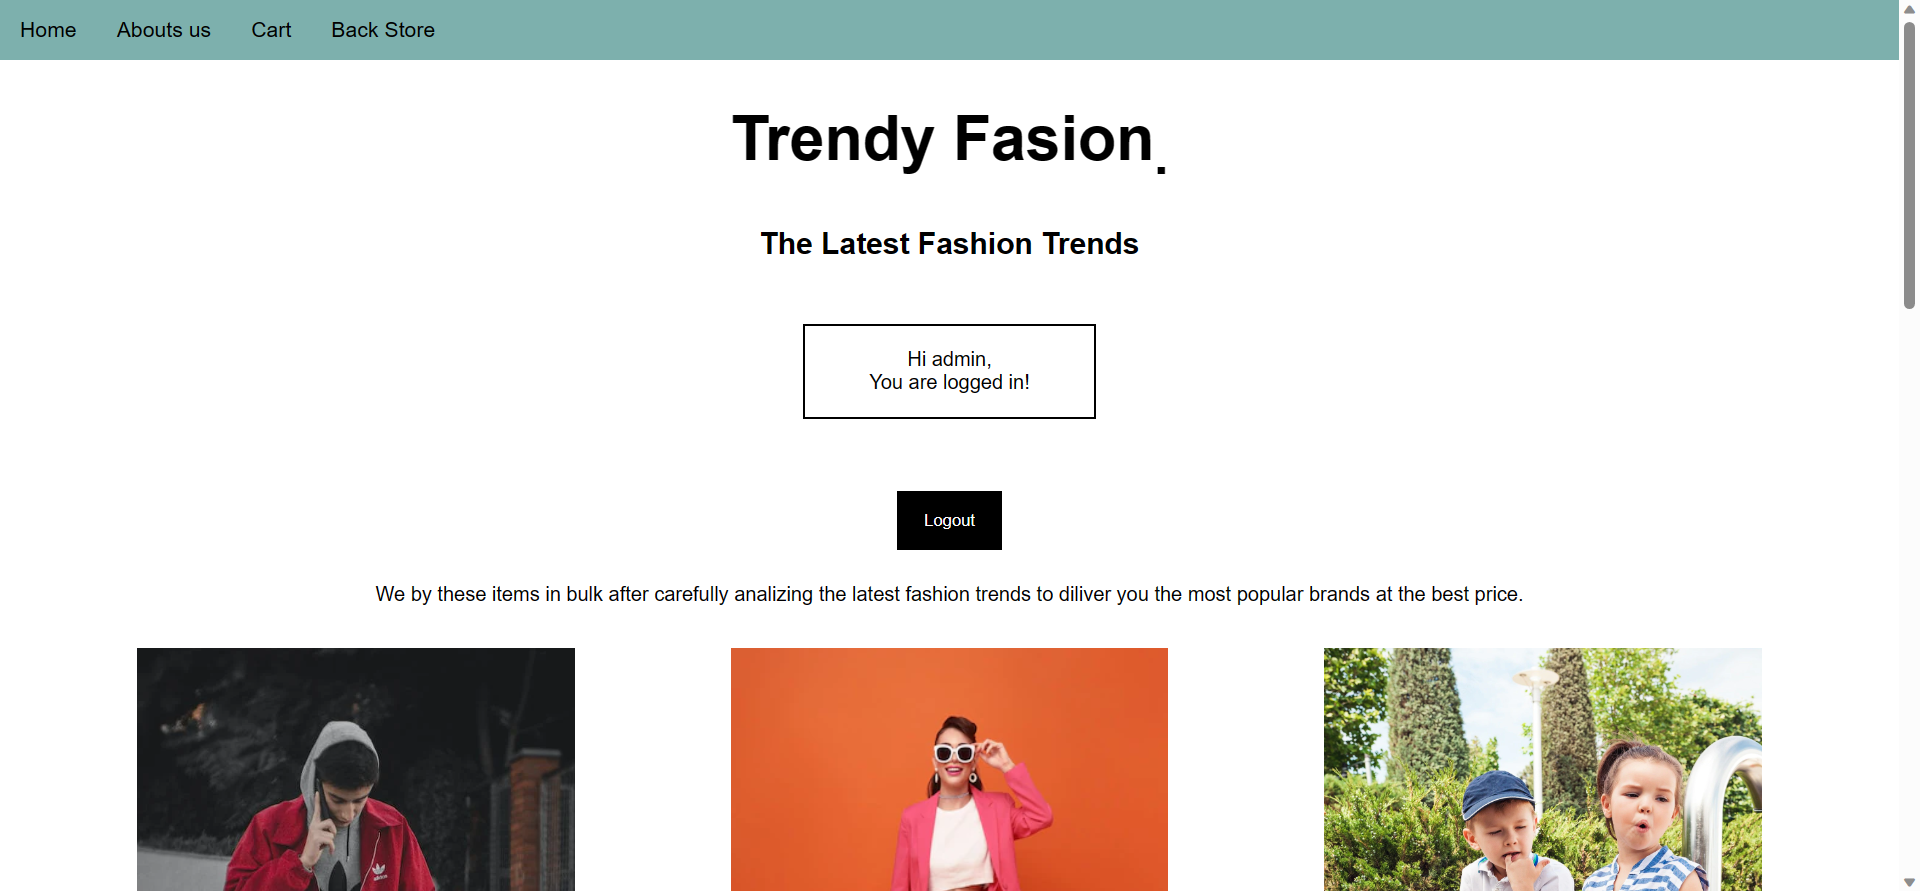 Home
Abouts us
Cart
Back Store
Trendy Fasion.
The Latest Fashion Trends
Hi admin,
You are logged in!
Logout
We by these items in bulk after carefully analizing the latest fashion trends to diliver you the most popular brands at the best price.
adidas